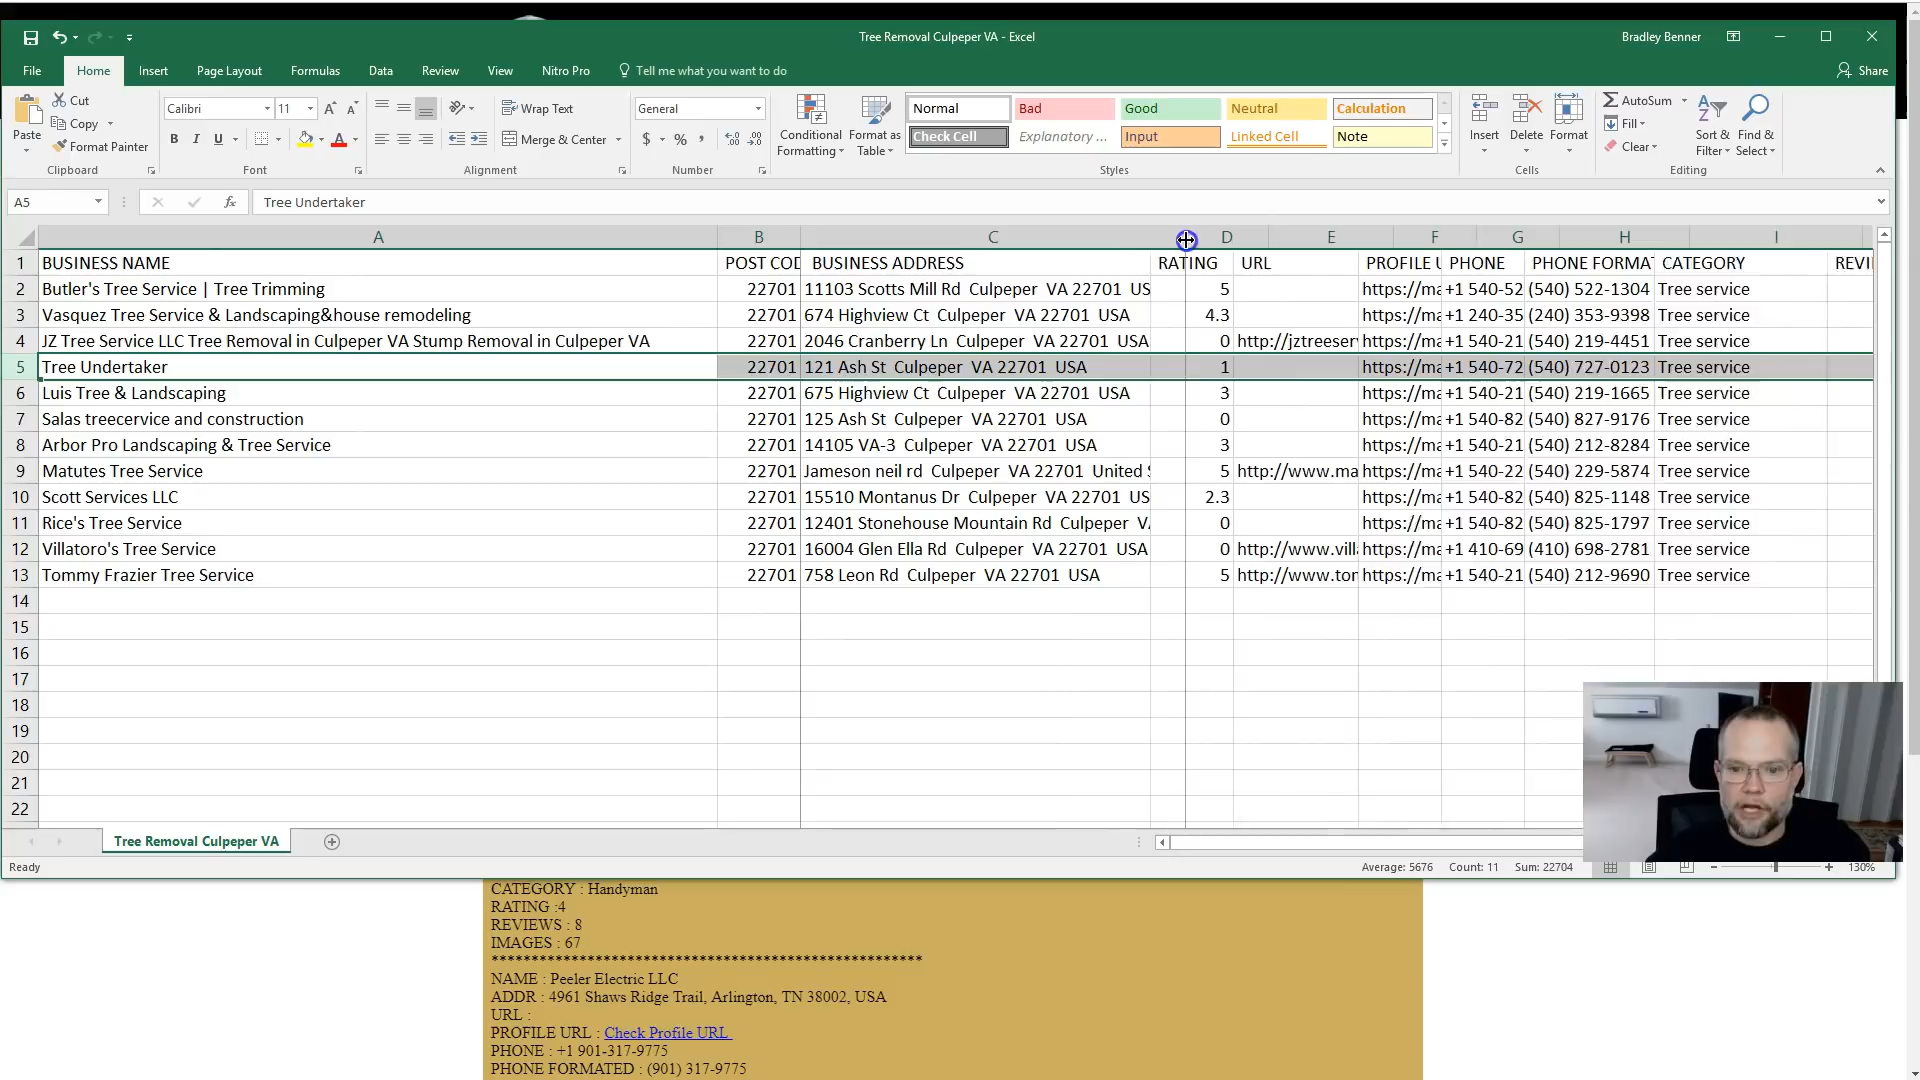 Tree Removal Culpeper VA - Excel
Bradley Benner
File Home Insert Page Layout Formulas Data Review View Nitro Pro Tell me what you want to do Share
Paste
Cut
Copy
Format Painter
Clipboard
Calibri 11
B I U
Font
Wrap Text
Merge & Center
Alignment
General
$ % ,
Number
Conditional Formatting
Format as Table
Normal Bad Good Neutral Calculation
Check Cell Explanatory ... Input Linked Cell Note
Styles
Insert Delete Format
Cells
AutoSum
Fill
Clear
Sort & Filter
Find & Select
Editing
A5 fx Tree Undertaker
A B C D E F G H I
1 BUSINESS NAME POST COD BUSINESS ADDRESS RATING URL PROFILE U PHONE PHONE FORMAT CATEGORY REVI
2 Butler's Tree Service | Tree Trimming 22701 11103 Scotts Mill Rd Culpeper VA 22701 US 5 https://ma +1 540-52 (540) 522-1304 Tree service
3 Vasquez Tree Service & Landscaping&house remodeling 22701 674 Highview Ct Culpeper VA 22701 USA 4.3 https://ma +1 240-35 (240) 353-9398 Tree service
4 JZ Tree Service LLC Tree Removal in Culpeper VA Stump Removal in Culpeper VA 22701 2046 Cranberry Ln Culpeper VA 22701 USA 0 http://jztreeser https://ma +1 540-21 (540) 219-4451 Tree service
5 Tree Undertaker 22701 121 Ash St Culpeper VA 22701 USA 1 https://ma +1 540-72 (540) 727-0123 Tree service
6 Luis Tree & Landscaping 22701 675 Highview Ct Culpeper VA 22701 USA 3 https://ma +1 540-21 (540) 219-1665 Tree service
7 Salas treecervice and construction 22701 125 Ash St Culpeper VA 22701 USA 0 https://ma +1 540-82 (540) 827-9176 Tree service
8 Arbor Pro Landscaping & Tree Service 22701 14105 VA-3 Culpeper VA 22701 USA 3 https://ma +1 540-21 (540) 212-8284 Tree service
9 Matutes Tree Service 22701 Jameson neil rd Culpeper VA 22701 United S 5 http://www.ma https://ma +1 540-22 (540) 229-5874 Tree service
10 Scott Services LLC 22701 15510 Montanus Dr Culpeper VA 22701 US 2.3 https://ma +1 540-82 (540) 825-1148 Tree service
11 Rice's Tree Service 22701 12401 Stonehouse Mountain Rd Culpeper VA 0 https://ma +1 540-82 (540) 825-1797 Tree service
12 Villatoro's Tree Service 22701 16004 Glen Ella Rd Culpeper VA 22701 USA 0 http://www.vill https://ma +1 410-69 (410) 698-2781 Tree service
13 Tommy Frazier Tree Service 22701 758 Leon Rd Culpeper VA 22701 USA 5 http://www.tor https://ma +1 540-21 (540) 212-9690 Tree service
14
15
16
17
18
19
20
21
22
Tree Removal Culpeper VA
Ready Average: 5676 Count: 11 Sum: 22704 130%
CATEGORY : Handyman
RATING :4
REVIEWS : 8
IMAGES : 67
******************************************************
NAME : Peeler Electric LLC
ADDR : 4961 Shaws Ridge Trail, Arlington, TN 38002, USA
URL :
PROFILE URL : Check Profile URL
PHONE : +1 901-317-9775
PHONE FORMATED : (901) 317-9775